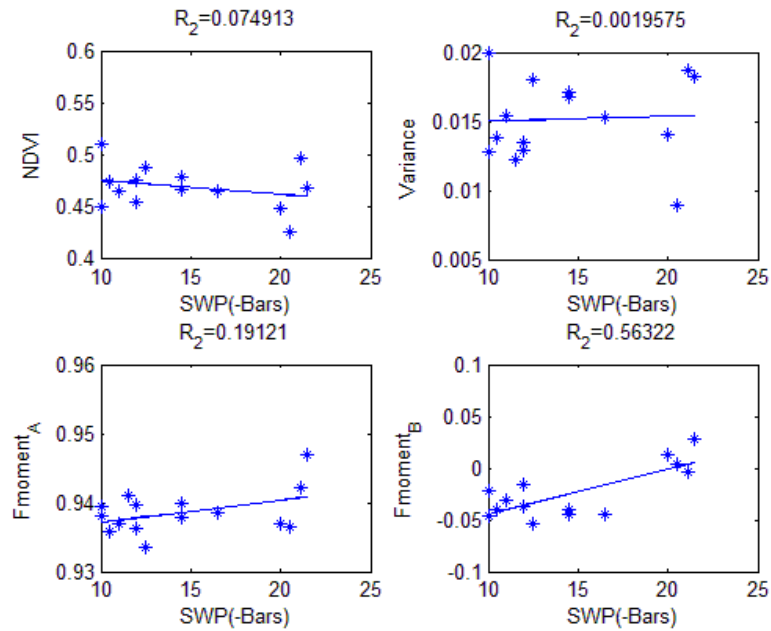 R2=0.074913
0.6
0.55
0.5
0.45
0.4
NDVI
10
15
20
25
SWP(-Bars)
R2=0.0019575
0.02
0.015
0.01
0.005
Variance
10
15
20
25
SWP(-Bars)
R2=0.19121
0.96
0.95
0.94
0.93
FmomentA
10
15
20
25
SWP(-Bars)
R2=0.56322
0.1
0.05
0
-0.05
-0.1
FmomentB
10
15
20
25
SWP(-Bars)